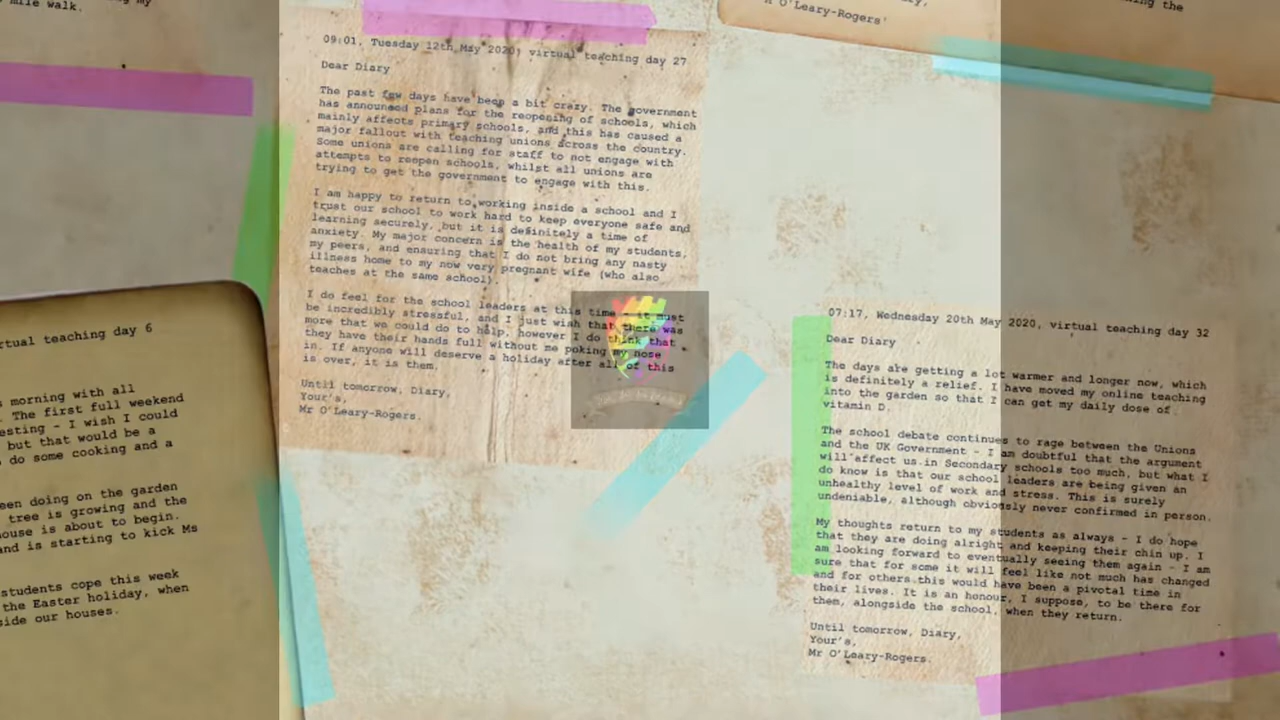 mile walk.
09:01, Tuesday 12th May 2020, virtual teaching day 27
Dear Diary
The past few days have been a bit crazy. The government
has announced plans for the reopening of schools, which
mainly affects primary schools, and this has caused a
major fallout with teaching unions across the country.
Some unions are calling for staff to not engage with
attempts to reopen schools, whilst all unions are
trying to get the government to engage with this.
I am happy to return to working inside a school and I
trust our school to work hard to keep everyone safe and
learning securely, but it is definitely a time of
anxiety. My major concern is the health of my students,
my peers, and ensuring that I do not bring any nasty
illness home to my now very pregnant wife (who also
teaches at the same school).
I do feel for the school leaders at this time - it must
be incredibly stressful, and I just wish that there was
more that we could do to help, however I do think that
they have their hands full without me poking my nose
in. If anyone will deserve a holiday after all of this
is over, it is them.
Until tomorrow, Diary,
Your's,
Mr O'Leary-Rogers.
O'Leary-Rogers'
the
rtual teaching day 6
s morning with all
The first full weekend
esting - I wish I could
but that would be a
do some cooking and a
een doing on the garden
tree is growing and the
house is about to begin.
and is starting to kick Ms
students cope this week
the Easter holiday, when
side our houses.
07:17, Wednesday 20th May 2020, virtual teaching day 32
Dear Diary
The days are getting a lot warmer and longer now, which
is definitely a relief. I have moved my online teaching
into the garden so that I can get my daily dose of
vitamin D.
The school debate continues to rage between the Unions
and the UK Government - I am doubtful that the argument
will affect us in Secondary schools too much, but what I
do know is that our school leaders are being given an
unhealthy level of work and stress. This is surely
undeniable, although obviously never confirmed in person.
My thoughts return to my students as always - I do hope
that they are doing alright and keeping their chin up. I
am looking forward to eventually seeing them again - I am
sure that for some it will feel like not much has changed
and for others this would have been a pivotal time in
their lives. It is an honour, I suppose, to be there for
them, alongside the school, when they return.
Until tomorrow, Diary,
Your's,
Mr O'Leary-Rogers.